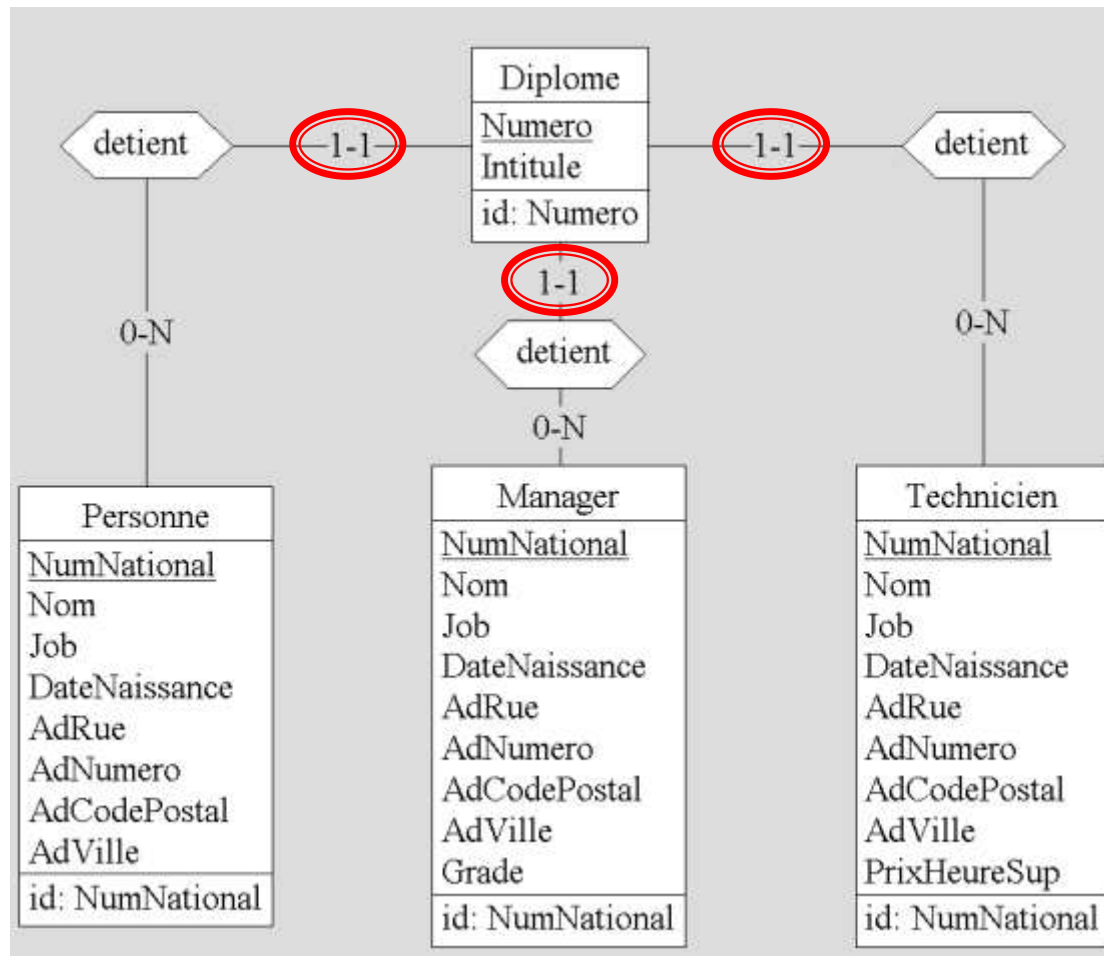 Diplome
Numero
Intitule
id: Numero
detient
1-1
1-1
detient
1-1
0-N
detient
0-N
0-N
Personne
NumNational
Nom
Job
DateNaissance
AdRue
AdNumero
AdCodePostal
AdVille
id: NumNational
Manager
NumNational
Nom
Job
DateNaissance
AdRue
AdNumero
AdCodePostal
AdVille
Grade
id: NumNational
Technicien
NumNational
Nom
Job
DateNaissance
AdRue
AdNumero
AdCodePostal
AdVille
PrixHeureSup
id: NumNational